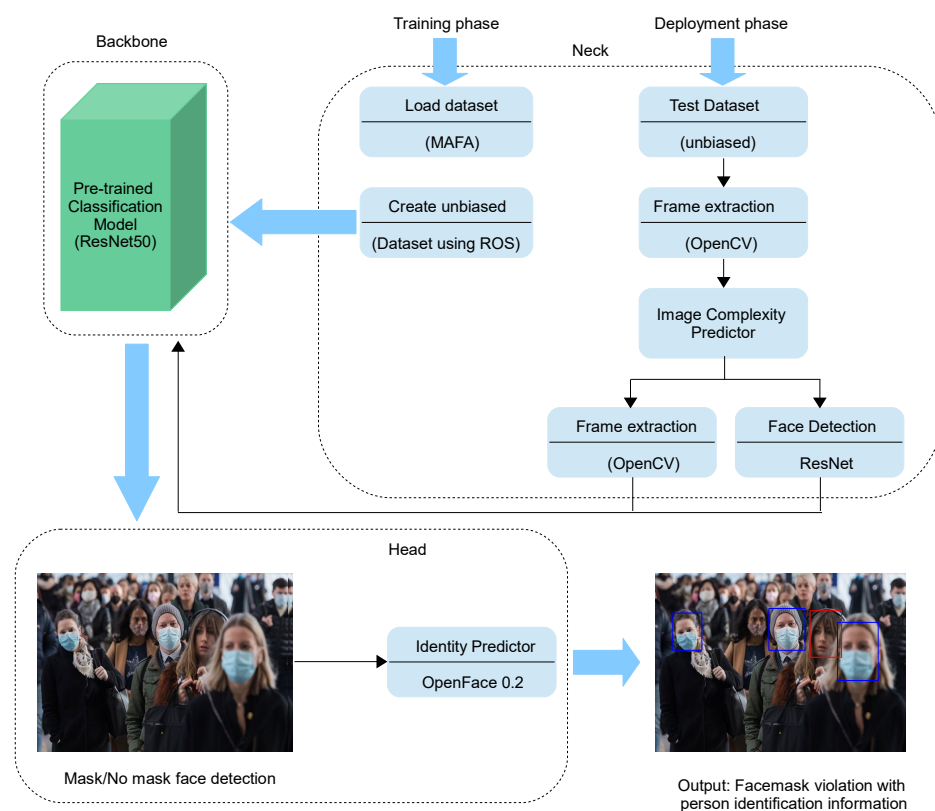 Training phase
Deployment phase
Backbone
Neck
Load dataset
(MAFA)
Test Dataset
(unbiased)
Pre-trained
Classification
Model
(ResNet50)
Create unbiased
(Dataset using ROS)
Frame extraction
(OpenCV)
Image Complexity
Predictor
Frame extraction
(OpenCV)
Face Detection
ResNet
Head
Identity Predictor
OpenFace 0.2
Mask/No mask face detection
Output: Facemask violation with
person identification information